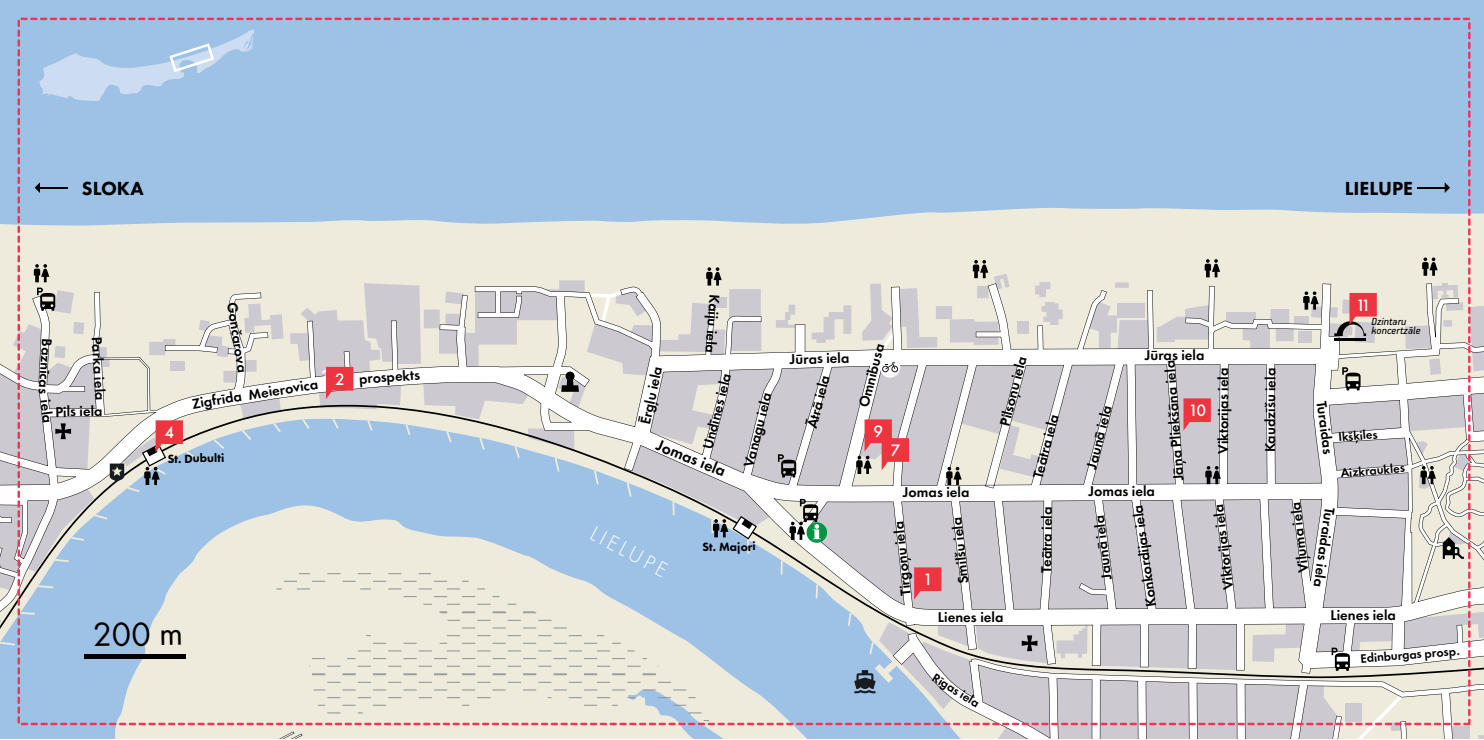 SLOKA
LIELUPE
P
Baznīcas iela
Parka iela
Pils iela
Gončarova
Zigfrīda Meierovica
2
prospekts
4
St. Dubulti
Kaiju iela
Ērgļu iela
Undīnes iela
Vanagu iela
Ātrā iela
Omnibusa
Jūras iela
Jūras iela
Pilsoņu iela
Teātra iela
Jaunā iela
Jāņa Pliekšāna iela
Viktorijas iela
Kaudzīšu iela
Turaidas
11
Dzintaru
koncertzāle
P
9
7
10
Ikšķiles
Aizkraukles
P
Jomas iela
Jomas iela
Jomas iela
P
i
St. Majori
LIELUPE
Tirgoņu iela
1
Smilšu iela
Teātra iela
Jaunā iela
Konkordijas iela
Viktorijas iela
Viļuma iela
Turaidas iela
Lienes iela
Lienes iela
200 m
P
Edinburgas prosp.
Rīgas iela